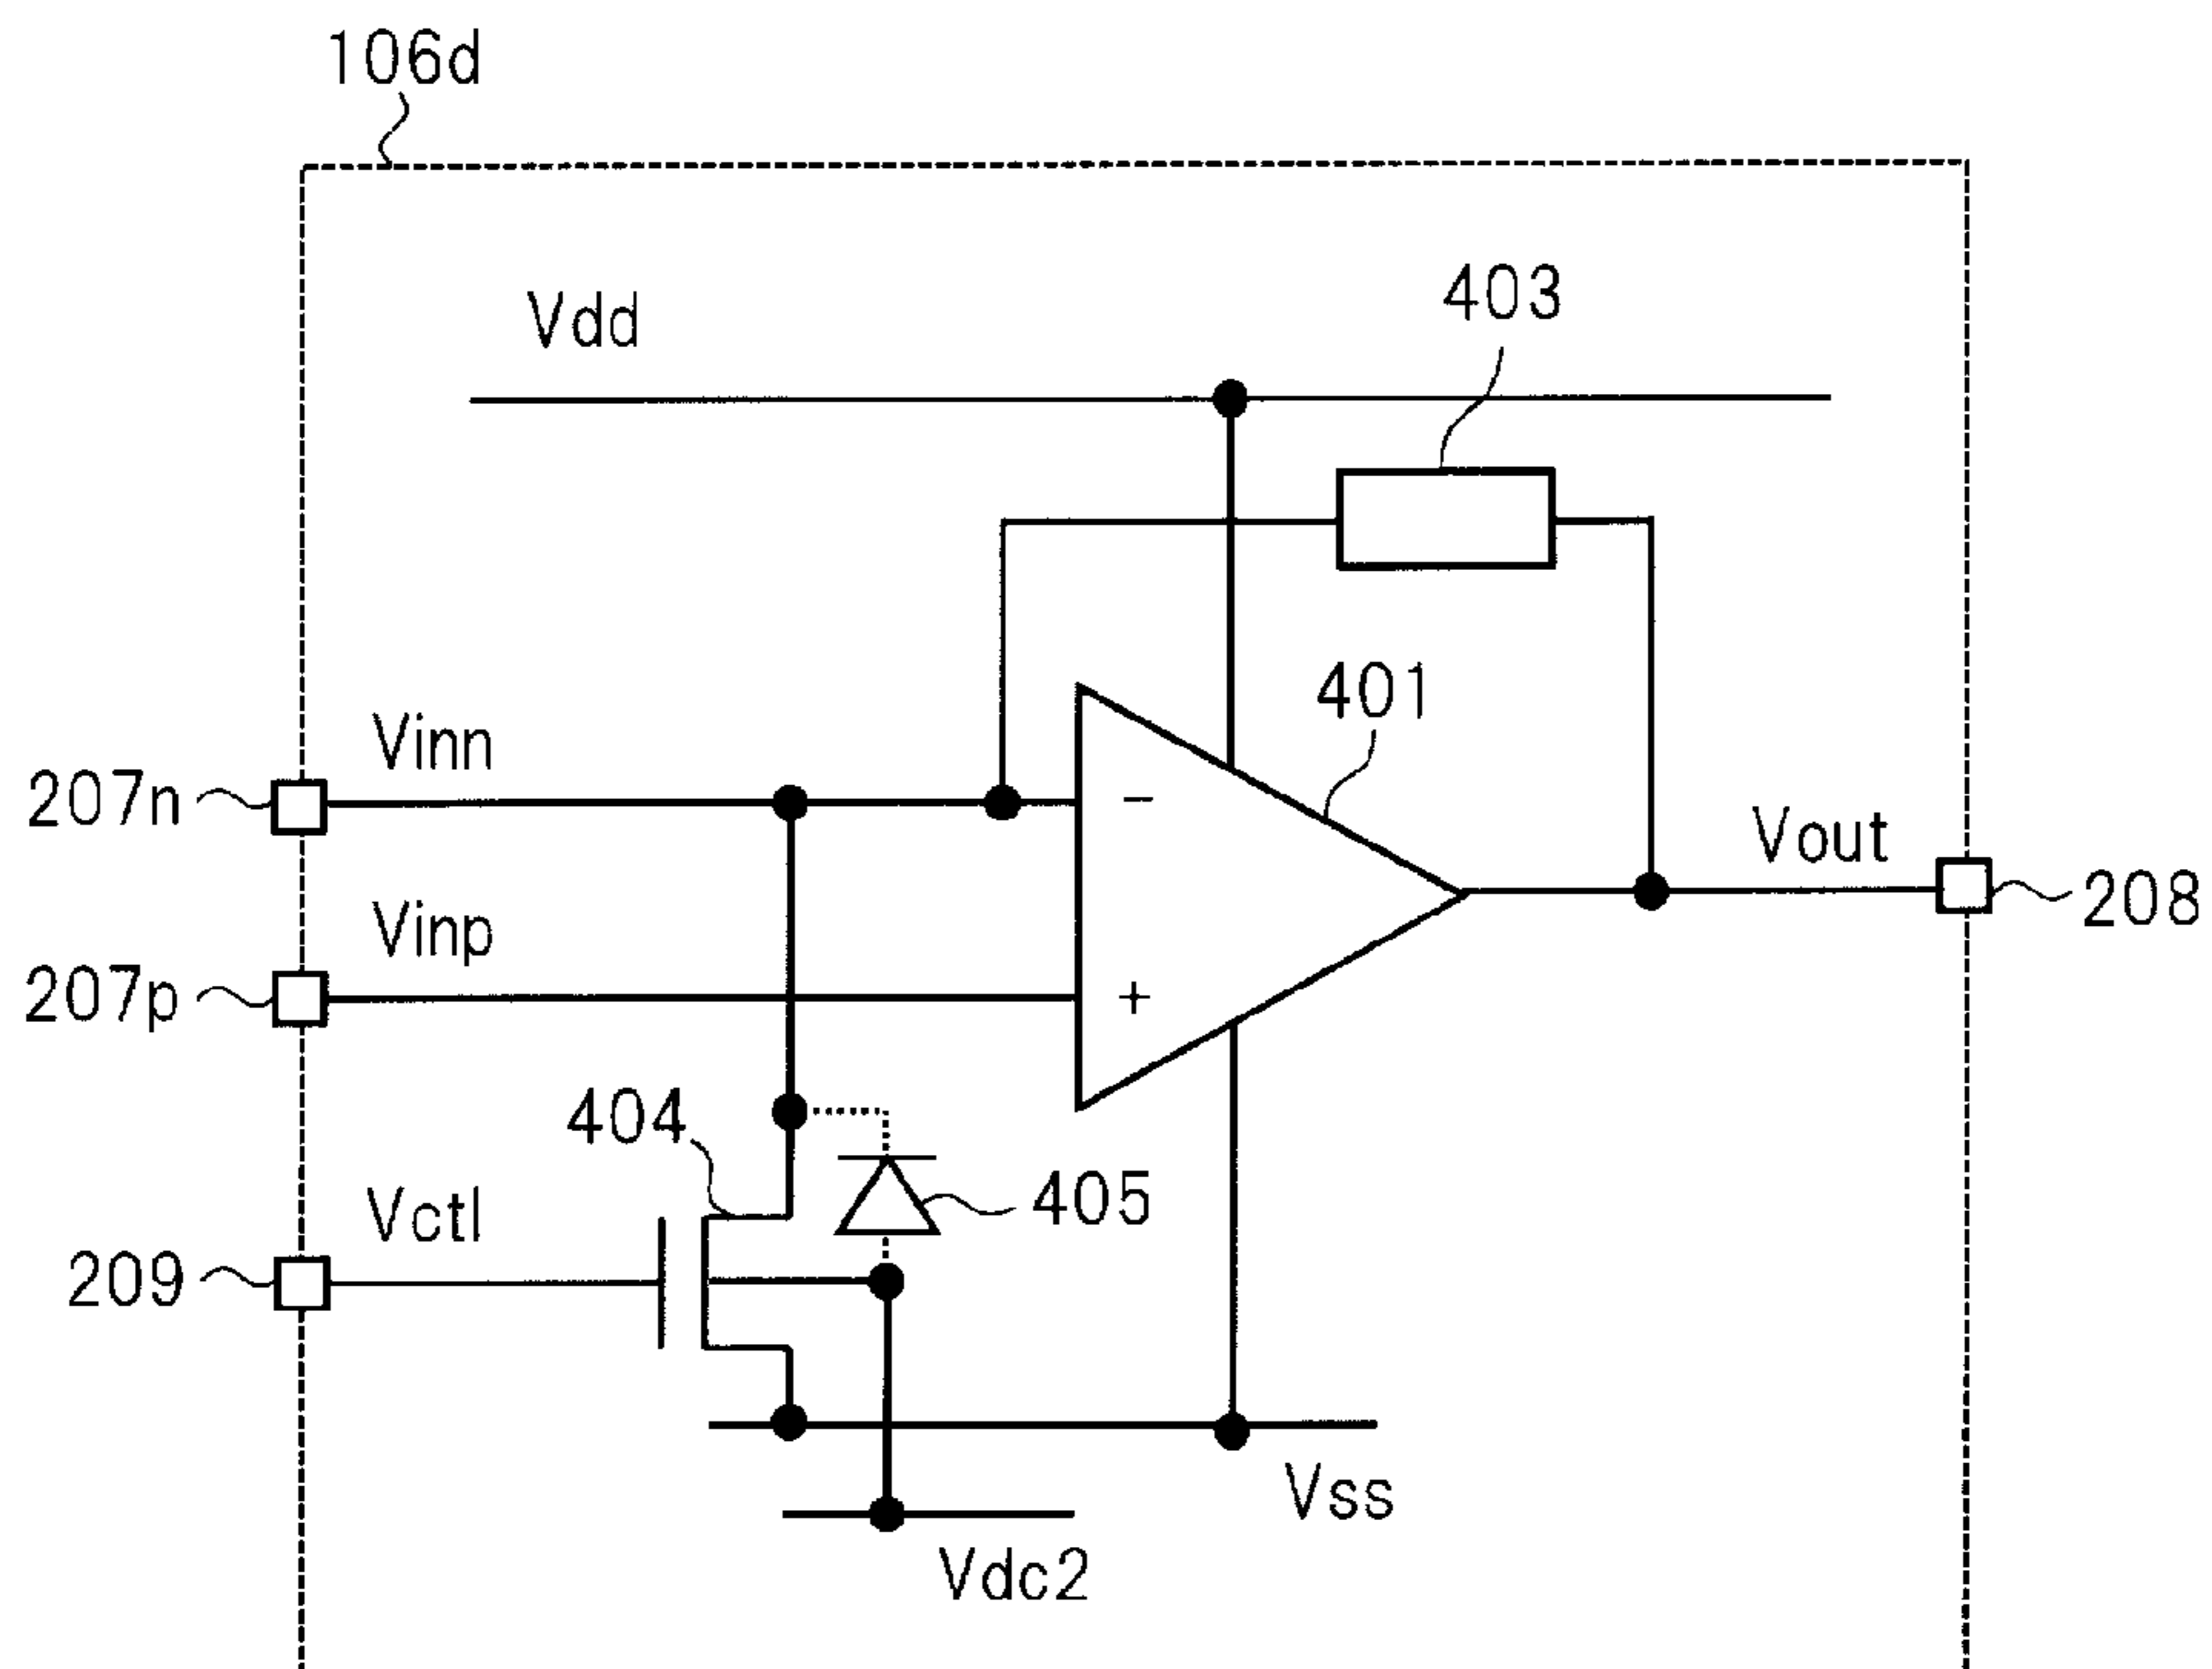 106d
403
Vdd
401
Vinn
207n
Vout
208
Vinp
207p
−
+
404
405
Vctl
209
Vss
Vdc2